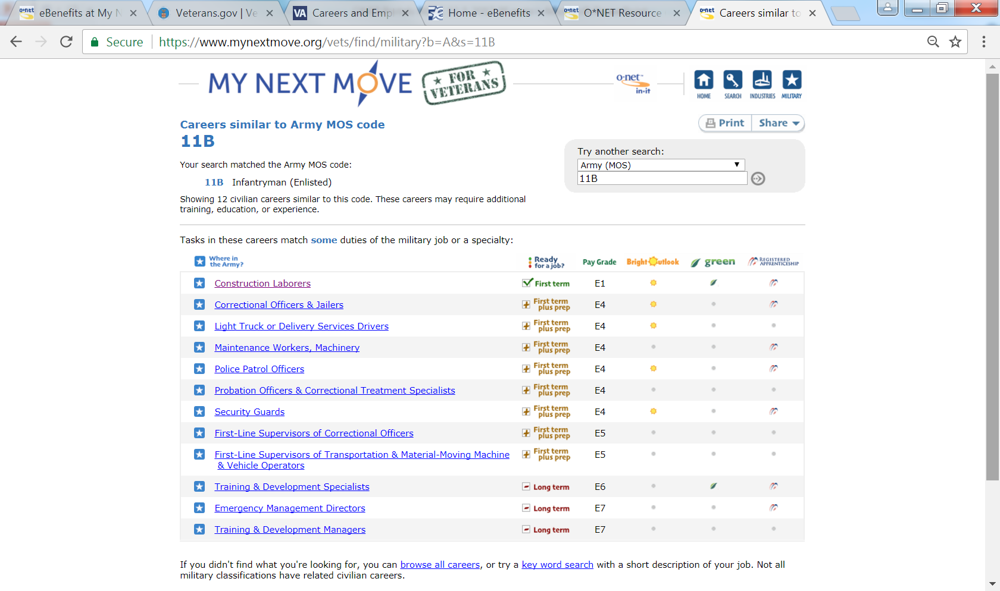 eBenefits at My N
Veterans.gov | Ve
Careers and Emp
Home - eBenefits
O*NET Resource
Careers similar to
Secure
https://www.mynextmove.org/vets/find/military?b=A&s=11B
MY NEXT MOVE
FOR
VETERANS
o·net
in-it
HOME
SEARCH
INDUSTRIES
MILITARY
Careers similar to Army MOS code
11B
Print
Share
Your search matched the Army MOS code:
11B Infantryman (Enlisted)
Showing 12 civilian careers similar to this code. These careers may require additional
training, education, or experience.
Try another search:
Army (MOS)
11B
Tasks in these careers match some duties of the military job or a specialty:
Where in
the Army?
Ready
for a job?
Pay Grade
Bright Outlook
green
REGISTERED
APPRENTICESHIP
Construction Laborers First term E1
Correctional Officers & Jailers First term plus prep E4
Light Truck or Delivery Services Drivers First term plus prep E4
Maintenance Workers, Machinery First term plus prep E4
Police Patrol Officers First term plus prep E4
Probation Officers & Correctional Treatment Specialists First term plus prep E4
Security Guards First term plus prep E4
First-Line Supervisors of Correctional Officers First term plus prep E5
First-Line Supervisors of Transportation & Material-Moving Machine First term plus prep E5
& Vehicle Operators
Training & Development Specialists Long term E6
Emergency Management Directors Long term E7
Training & Development Managers Long term E7
If you didn't find what you're looking for, you can browse all careers, or try a key word search with a short description of your job. Not all
military classifications have related civilian careers.